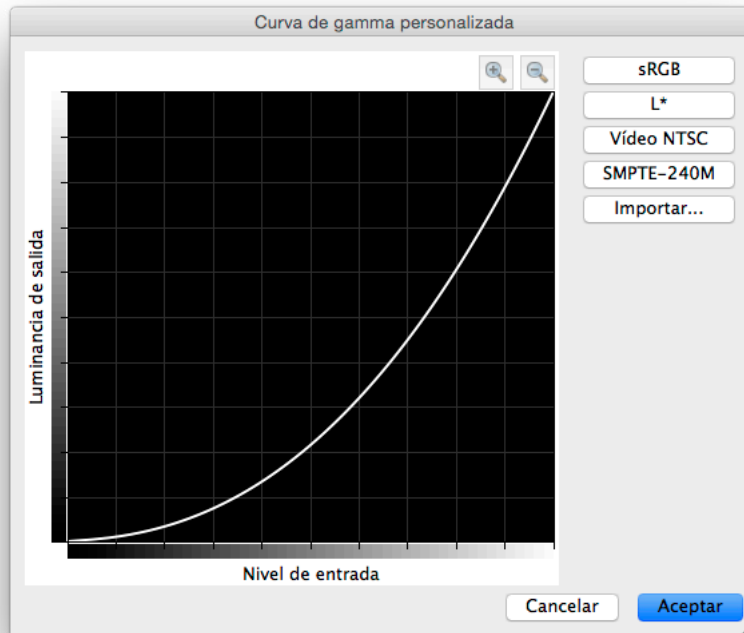 Curva de gamma personalizada
sRGB
L*
Vídeo NTSC
SMPTE-240M
Importar...
Luminancia de salida
Nivel de entrada
Cancelar
Aceptar